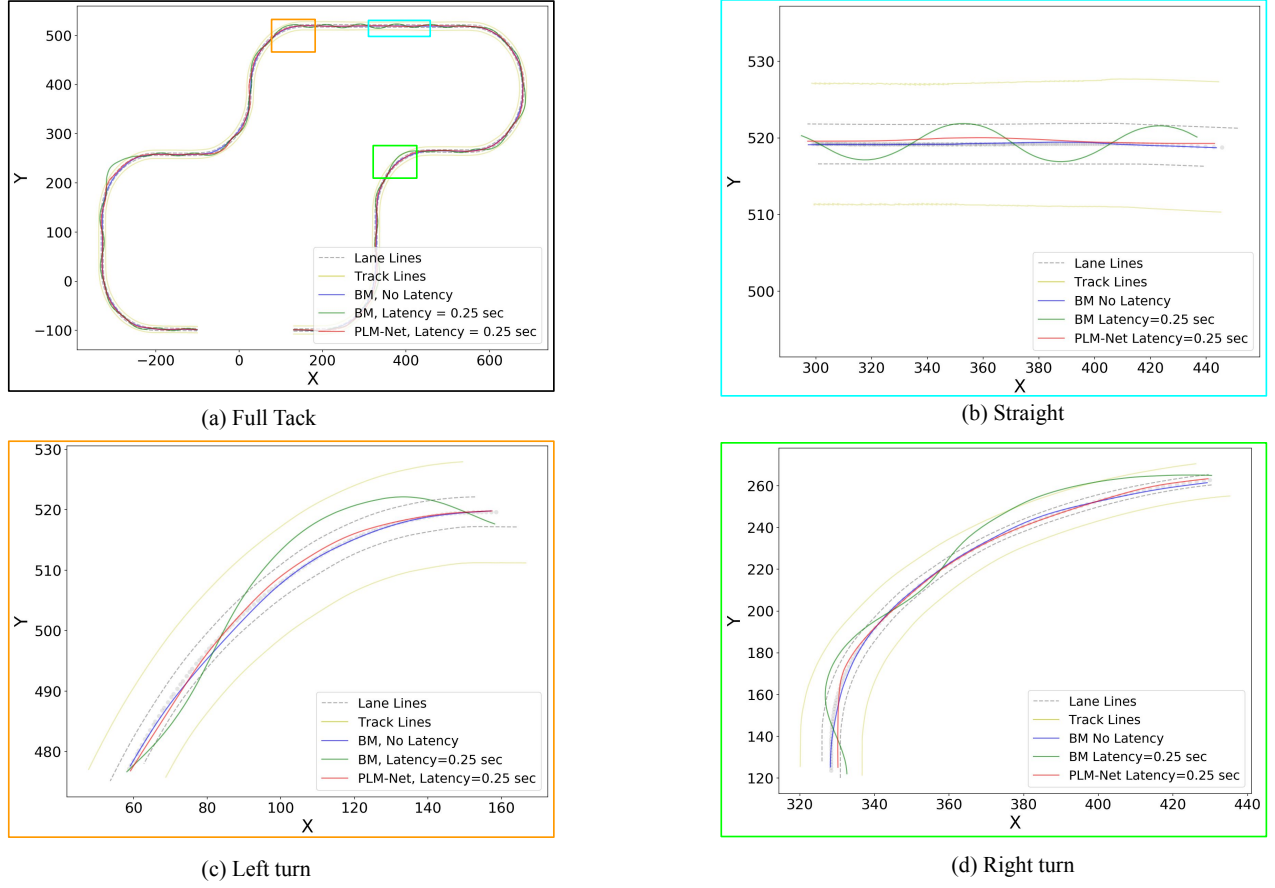 500
400
300
200
100
0
−100
Y
−200
0
200
400
600
X
Lane Lines
Track Lines
BM, No Latency
BM, Latency = 0.25 sec
PLM-Net, Latency = 0.25 sec
(a) Full Tack
530
520
510
500
Y
300
320
340
360
380
400
420
440
X
Lane Lines
Track Lines
BM No Latency
BM Latency=0.25 sec
PLM-Net Latency=0.25 sec
(b) Straight
530
520
510
500
490
480
Y
60
80
100
120
140
160
X
Lane Lines
Track Lines
BM, No Latency
BM, Latency=0.25 sec
PLM-Net, Latency=0.25 sec
(c) Left turn
260
240
220
200
180
160
140
120
Y
320
340
360
380
400
420
440
X
Lane Lines
Track Lines
BM No Latency
BM Latency=0.25 sec
PLM-Net Latency=0.25 sec
(d) Right turn